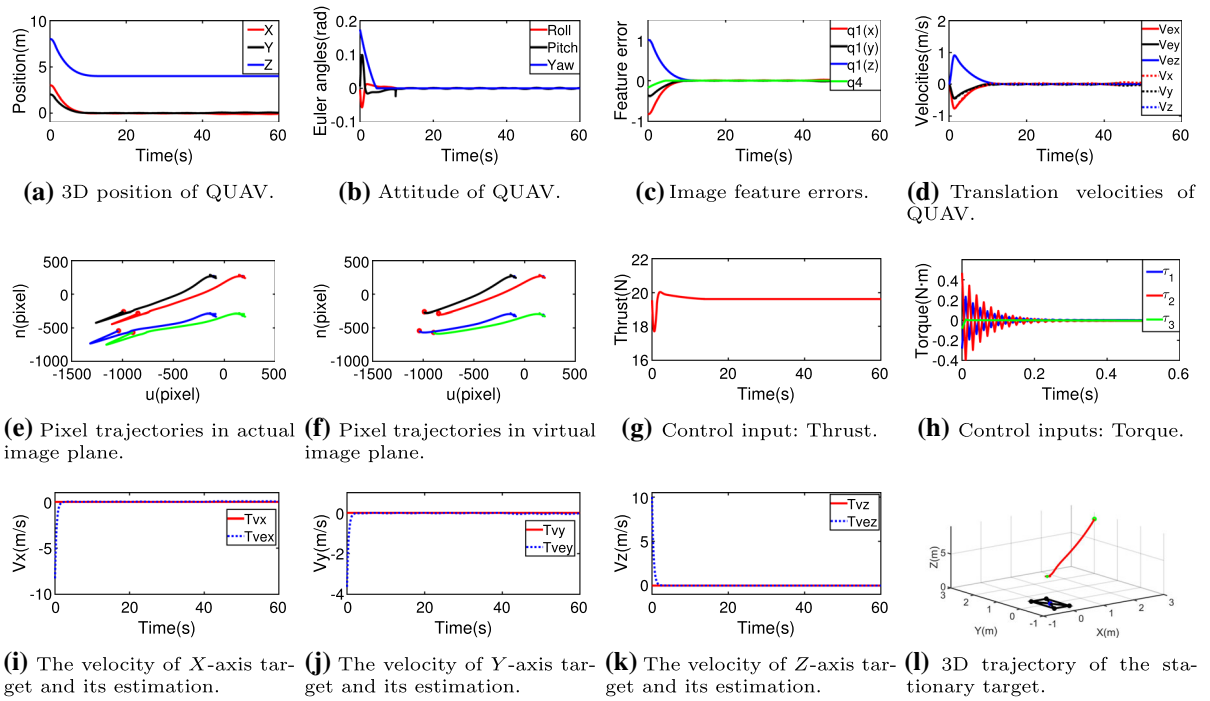 Position(m)
10
5
0
X
Y
Z
0 20 40 60
Time(s)
(a) 3D position of QUAV.
Euler angles(rad)
0.2
0.1
0
-0.1
Roll
Pitch
Yaw
0 20 40 60
Time(s)
(b) Attitude of QUAV.
Feature error
1
0
-1
q1(x)
q1(y)
q1(z)
q4
0 20 40 60
Time(s)
(c) Image feature errors.
Velocities(m/s)
1
0
-1
Vex
Vey
Vez
Vx
Vy
Vz
0 20 40 60
Time(s)
(d) Translation velocities of
QUAV.
n(pixel)
500
0
-500
-1000
-1500 -1000 -500 0 500
u(pixel)
(e) Pixel trajectories in actual
image plane.
n(pixel)
500
0
-500
-1000
-1500 -1000 -500 0 500
u(pixel)
(f) Pixel trajectories in virtual
image plane.
Thrust(N)
22
20
18
16
0 20 40 60
Time(s)
(g) Control input: Thrust.
Torque(N·m)
0.4
0.2
0
-0.2
-0.4
τ1
τ2
τ3
0 0.2 0.4 0.6
Time(s)
(h) Control inputs: Torque.
Vx(m/s)
0
-5
-10
Tvx
Tvex
0 20 40 60
Time(s)
(i) The velocity of X-axis tar-
get and its estimation.
Vy(m/s)
0
-2
-4
Tvy
Tvey
0 20 40 60
Time(s)
(j) The velocity of Y-axis tar-
get and its estimation.
Vz(m/s)
10
5
0
Tvz
Tvez
0 20 40 60
Time(s)
(k) The velocity of Z-axis tar-
get and its estimation.
Z(m)
5
0
3 2 1 0 -1
Y(m)
-1 0 1 2 3
X(m)
(l) 3D trajectory of the sta-
tionary target.